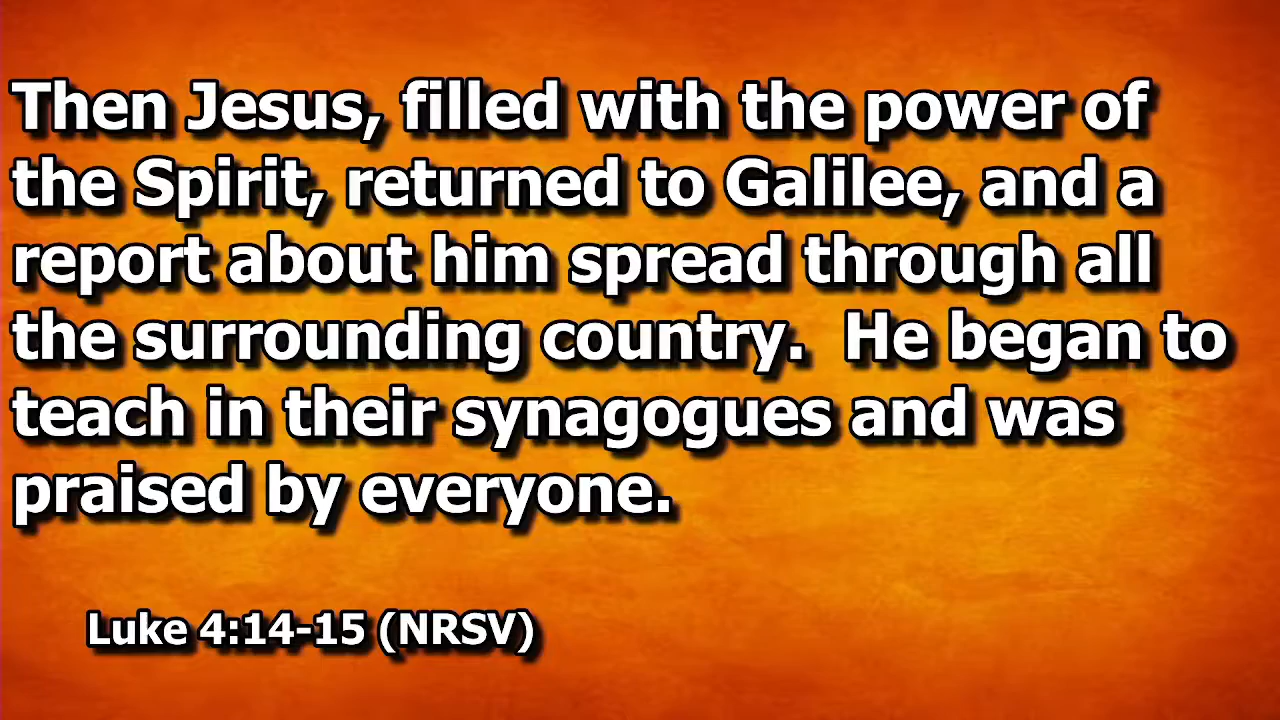 Then Jesus, filled with the power of
the Spirit, returned to Galilee, and a
report about him spread through all
the surrounding country.  He began to
teach in their synagogues and was
praised by everyone.
Luke 4:14-15 (NRSV)